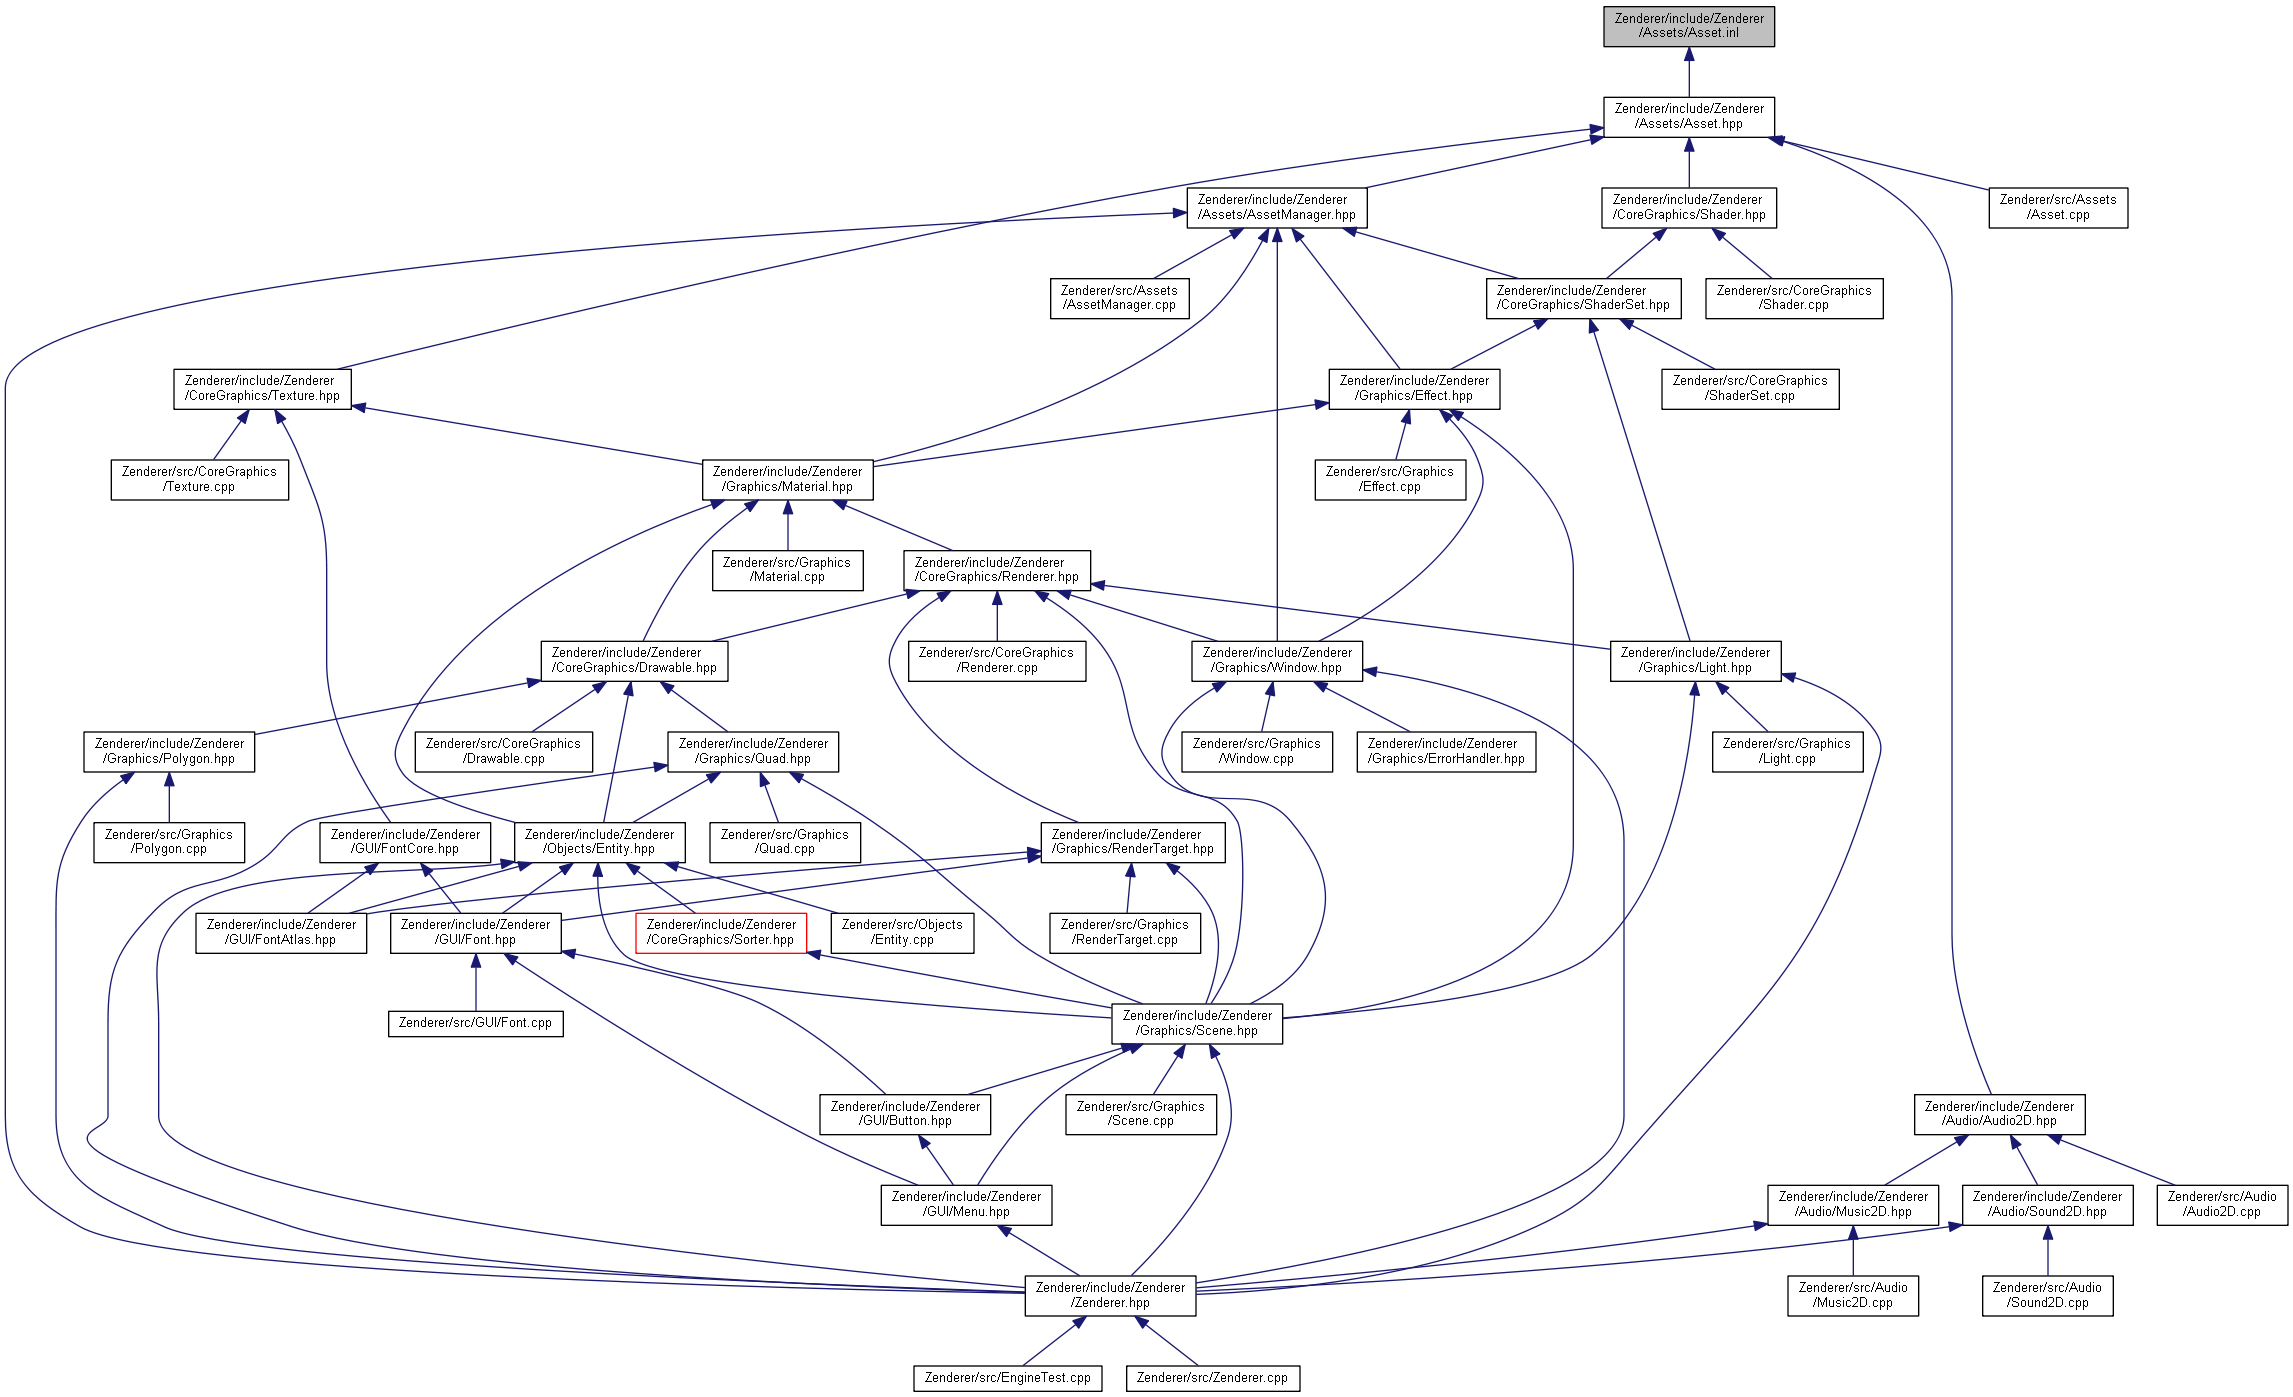 Zenderer/include/Zenderer
/Assets/Asset.inl
Zenderer/include/Zenderer
/Assets/Asset.hpp
Zenderer/include/Zenderer
/Assets/AssetManager.hpp
Zenderer/include/Zenderer
/CoreGraphics/Shader.hpp
Zenderer/src/Assets
/Asset.cpp
Zenderer/src/Assets
/AssetManager.cpp
Zenderer/include/Zenderer
/CoreGraphics/ShaderSet.hpp
Zenderer/src/CoreGraphics
/Shader.cpp
Zenderer/include/Zenderer
/CoreGraphics/Texture.hpp
Zenderer/include/Zenderer
/Graphics/Effect.hpp
Zenderer/src/CoreGraphics
/ShaderSet.cpp
Zenderer/src/CoreGraphics
/Texture.cpp
Zenderer/include/Zenderer
/Graphics/Material.hpp
Zenderer/src/Graphics
/Effect.cpp
Zenderer/src/Graphics
/Material.cpp
Zenderer/include/Zenderer
/CoreGraphics/Renderer.hpp
Zenderer/include/Zenderer
/CoreGraphics/Drawable.hpp
Zenderer/src/CoreGraphics
/Renderer.cpp
Zenderer/include/Zenderer
/Graphics/Window.hpp
Zenderer/include/Zenderer
/Graphics/Light.hpp
Zenderer/include/Zenderer
/Graphics/Polygon.hpp
Zenderer/src/CoreGraphics
/Drawable.cpp
Zenderer/include/Zenderer
/Graphics/Quad.hpp
Zenderer/src/Graphics
/Window.cpp
Zenderer/include/Zenderer
/Graphics/ErrorHandler.hpp
Zenderer/src/Graphics
/Light.cpp
Zenderer/src/Graphics
/Polygon.cpp
Zenderer/include/Zenderer
/GUI/FontCore.hpp
Zenderer/include/Zenderer
/Objects/Entity.hpp
Zenderer/src/Graphics
/Quad.cpp
Zenderer/include/Zenderer
/Graphics/RenderTarget.hpp
Zenderer/include/Zenderer
/GUI/FontAtlas.hpp
Zenderer/include/Zenderer
/GUI/Font.hpp
Zenderer/include/Zenderer
/CoreGraphics/Sorter.hpp
Zenderer/src/Objects
/Entity.cpp
Zenderer/src/Graphics
/RenderTarget.cpp
Zenderer/src/GUI/Font.cpp
Zenderer/include/Zenderer
/Graphics/Scene.hpp
Zenderer/include/Zenderer
/GUI/Button.hpp
Zenderer/src/Graphics
/Scene.cpp
Zenderer/include/Zenderer
/Audio/Audio2D.hpp
Zenderer/include/Zenderer
/GUI/Menu.hpp
Zenderer/include/Zenderer
/Audio/Music2D.hpp
Zenderer/include/Zenderer
/Audio/Sound2D.hpp
Zenderer/src/Audio
/Audio2D.cpp
Zenderer/include/Zenderer
/Zenderer.hpp
Zenderer/src/Audio
/Music2D.cpp
Zenderer/src/Audio
/Sound2D.cpp
Zenderer/src/EngineTest.cpp
Zenderer/src/Zenderer.cpp